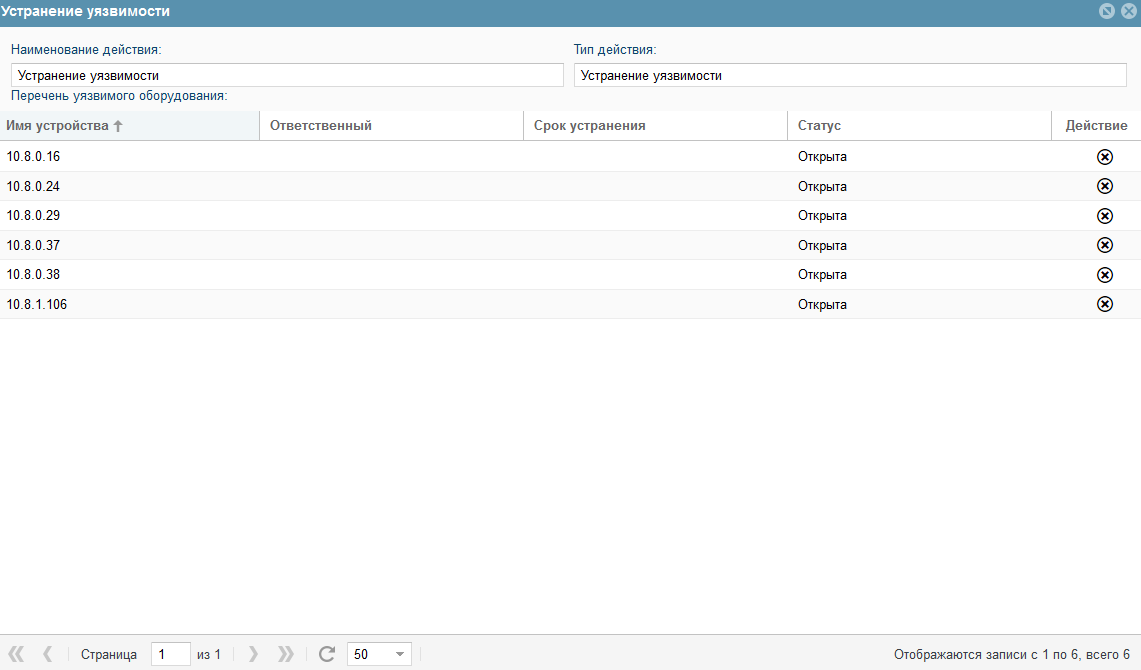 Устранение уязвимости
Наименование действия: Тип действия:
Устранение уязвимости Устранение уязвимости
Перечень уязвимого оборудования:
Имя устройства Ответственный Срок устранения Статус Действие
10.8.0.16 Открыта
10.8.0.24 Открыта
10.8.0.29 Открыта
10.8.0.37 Открыта
10.8.0.38 Открыта
10.8.1.106 Открыта
Страница 1 из 1 50 Отображаются записи с 1 по 6, всего 6